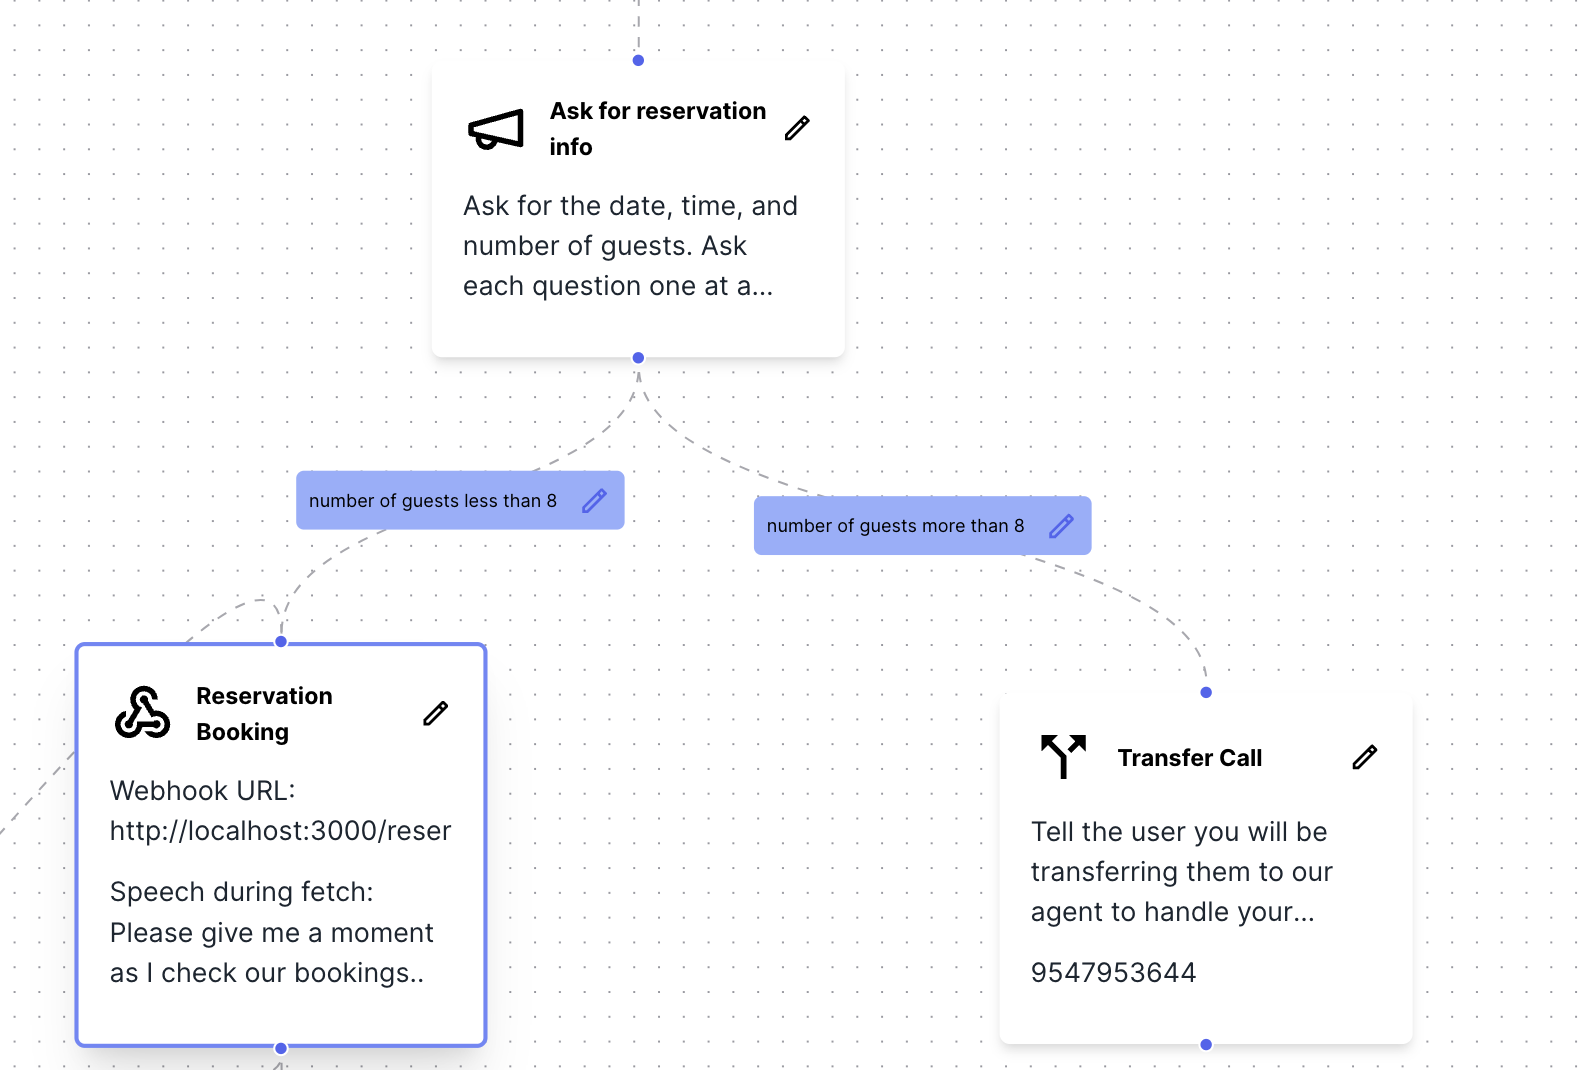 Ask for reservation
info
Ask for the date, time, and
number of guests. Ask
each question one at a...
number of guests less than 8
number of guests more than 8
Reservation
Booking
Webhook URL:
http://localhost:3000/reser
Speech during fetch:
Please give me a moment
as I check our bookings..
Transfer Call
Tell the user you will be
transferring them to our
agent to handle your...
9547953644